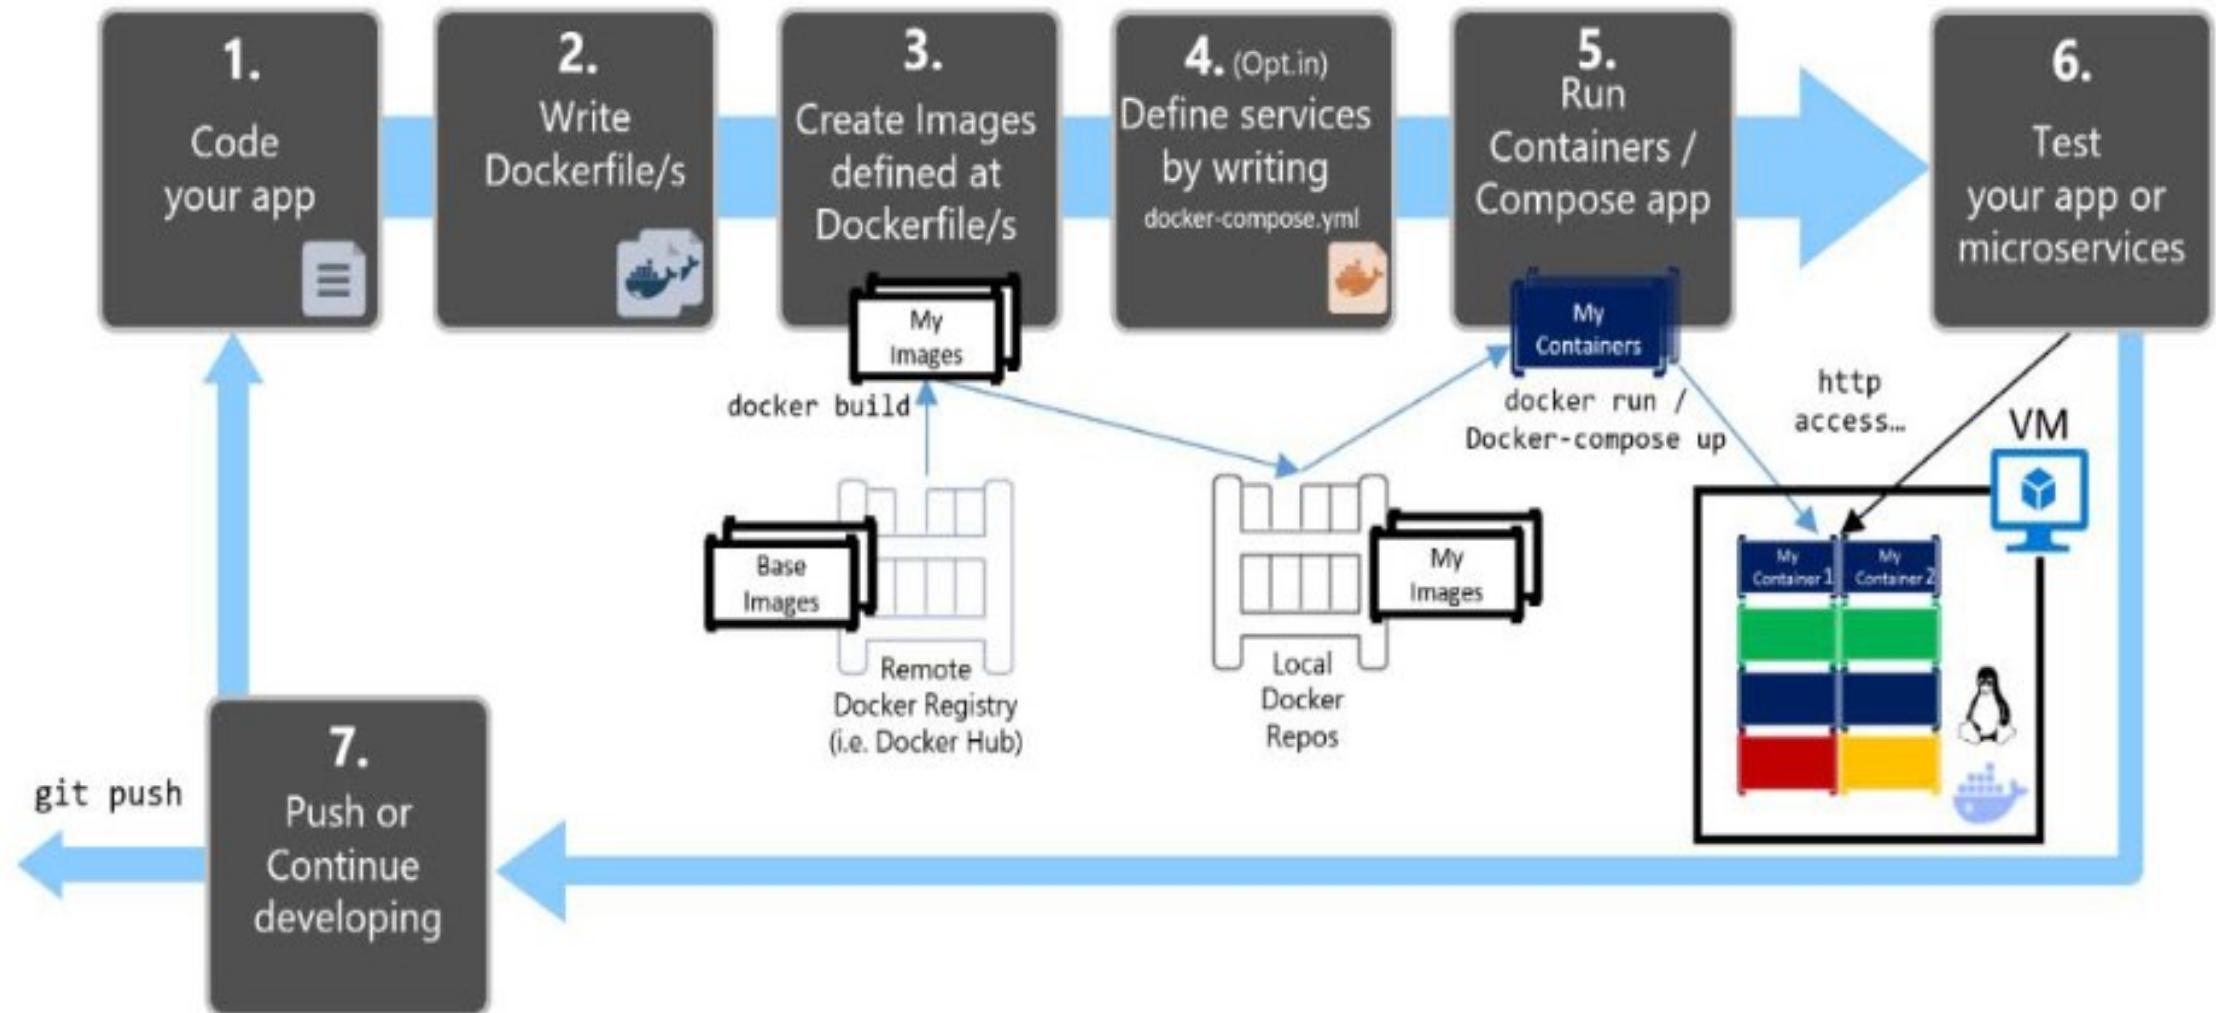 1.
Code
your app
2.
Write
Dockerfile/s
3.
Create Images
defined at
Dockerfile/s
My
Images
4. (Opt.in)
Define services
by writing
docker-compose.yml
5.
Run
Containers /
Compose app
My
Containers
6.
Test
your app or
microservices
docker build
docker run /
Docker-compose up
http
access…
VM
Base
Images
Remote
Docker Registry
(i.e. Docker Hub)
My
Images
Local
Docker
Repos
My
Container 1
My
Container 2
7.
Push or
Continue
developing
git push